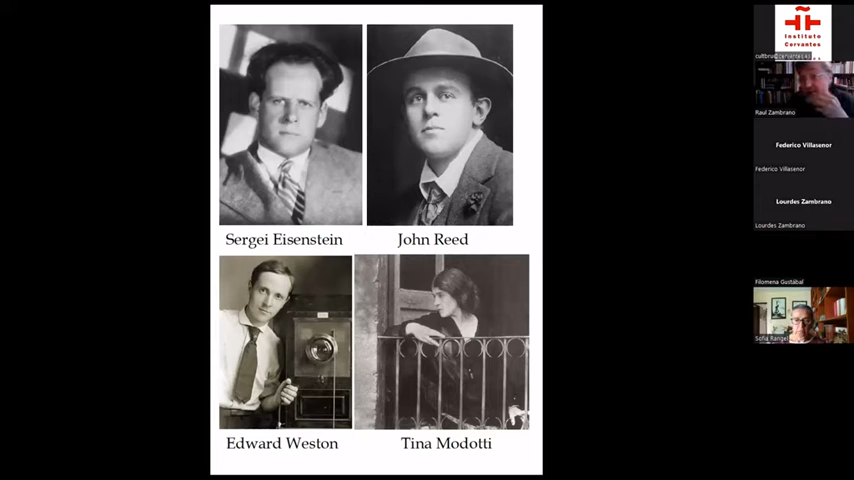 Sergei Eisenstein
John Reed
Edward Weston
Tina Modotti
Instituto
Cervantes
Raul Zambrano
Federico Villasenor
Federico Villasenor
Lourdes Zambrano
Lourdes Zambrano
Filomena Gustábal
Sofia Rangel